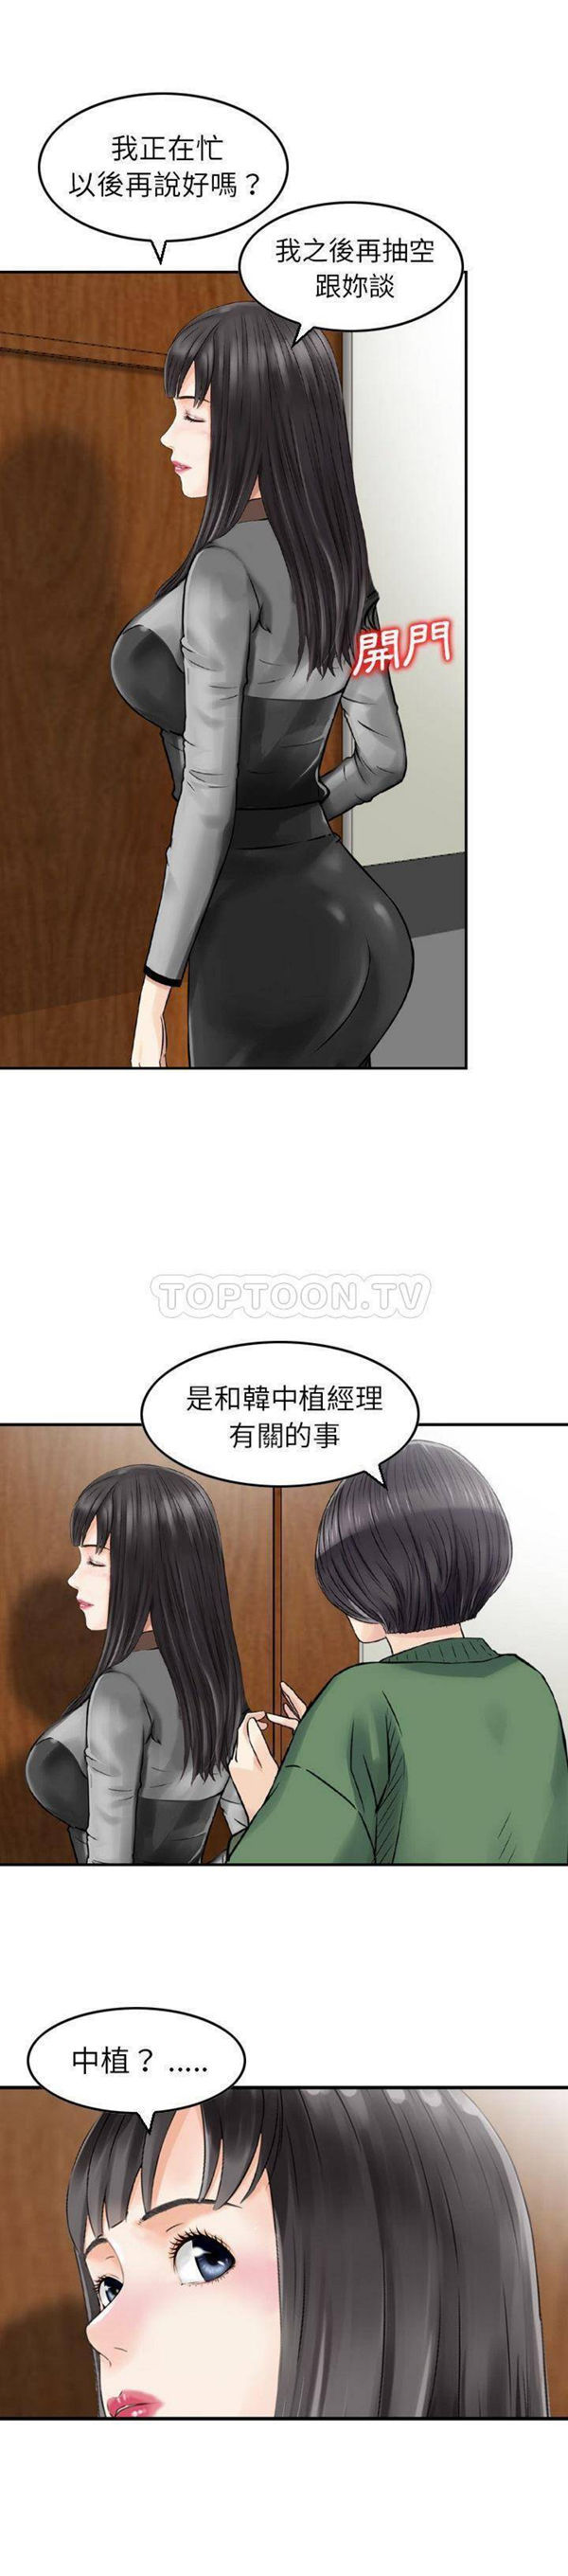 我正在忙
以後再說好嗎？
我之後再抽空
跟妳談
開門
TOPTOON.TV
是和韓中植經理
有關的事
中植？.....